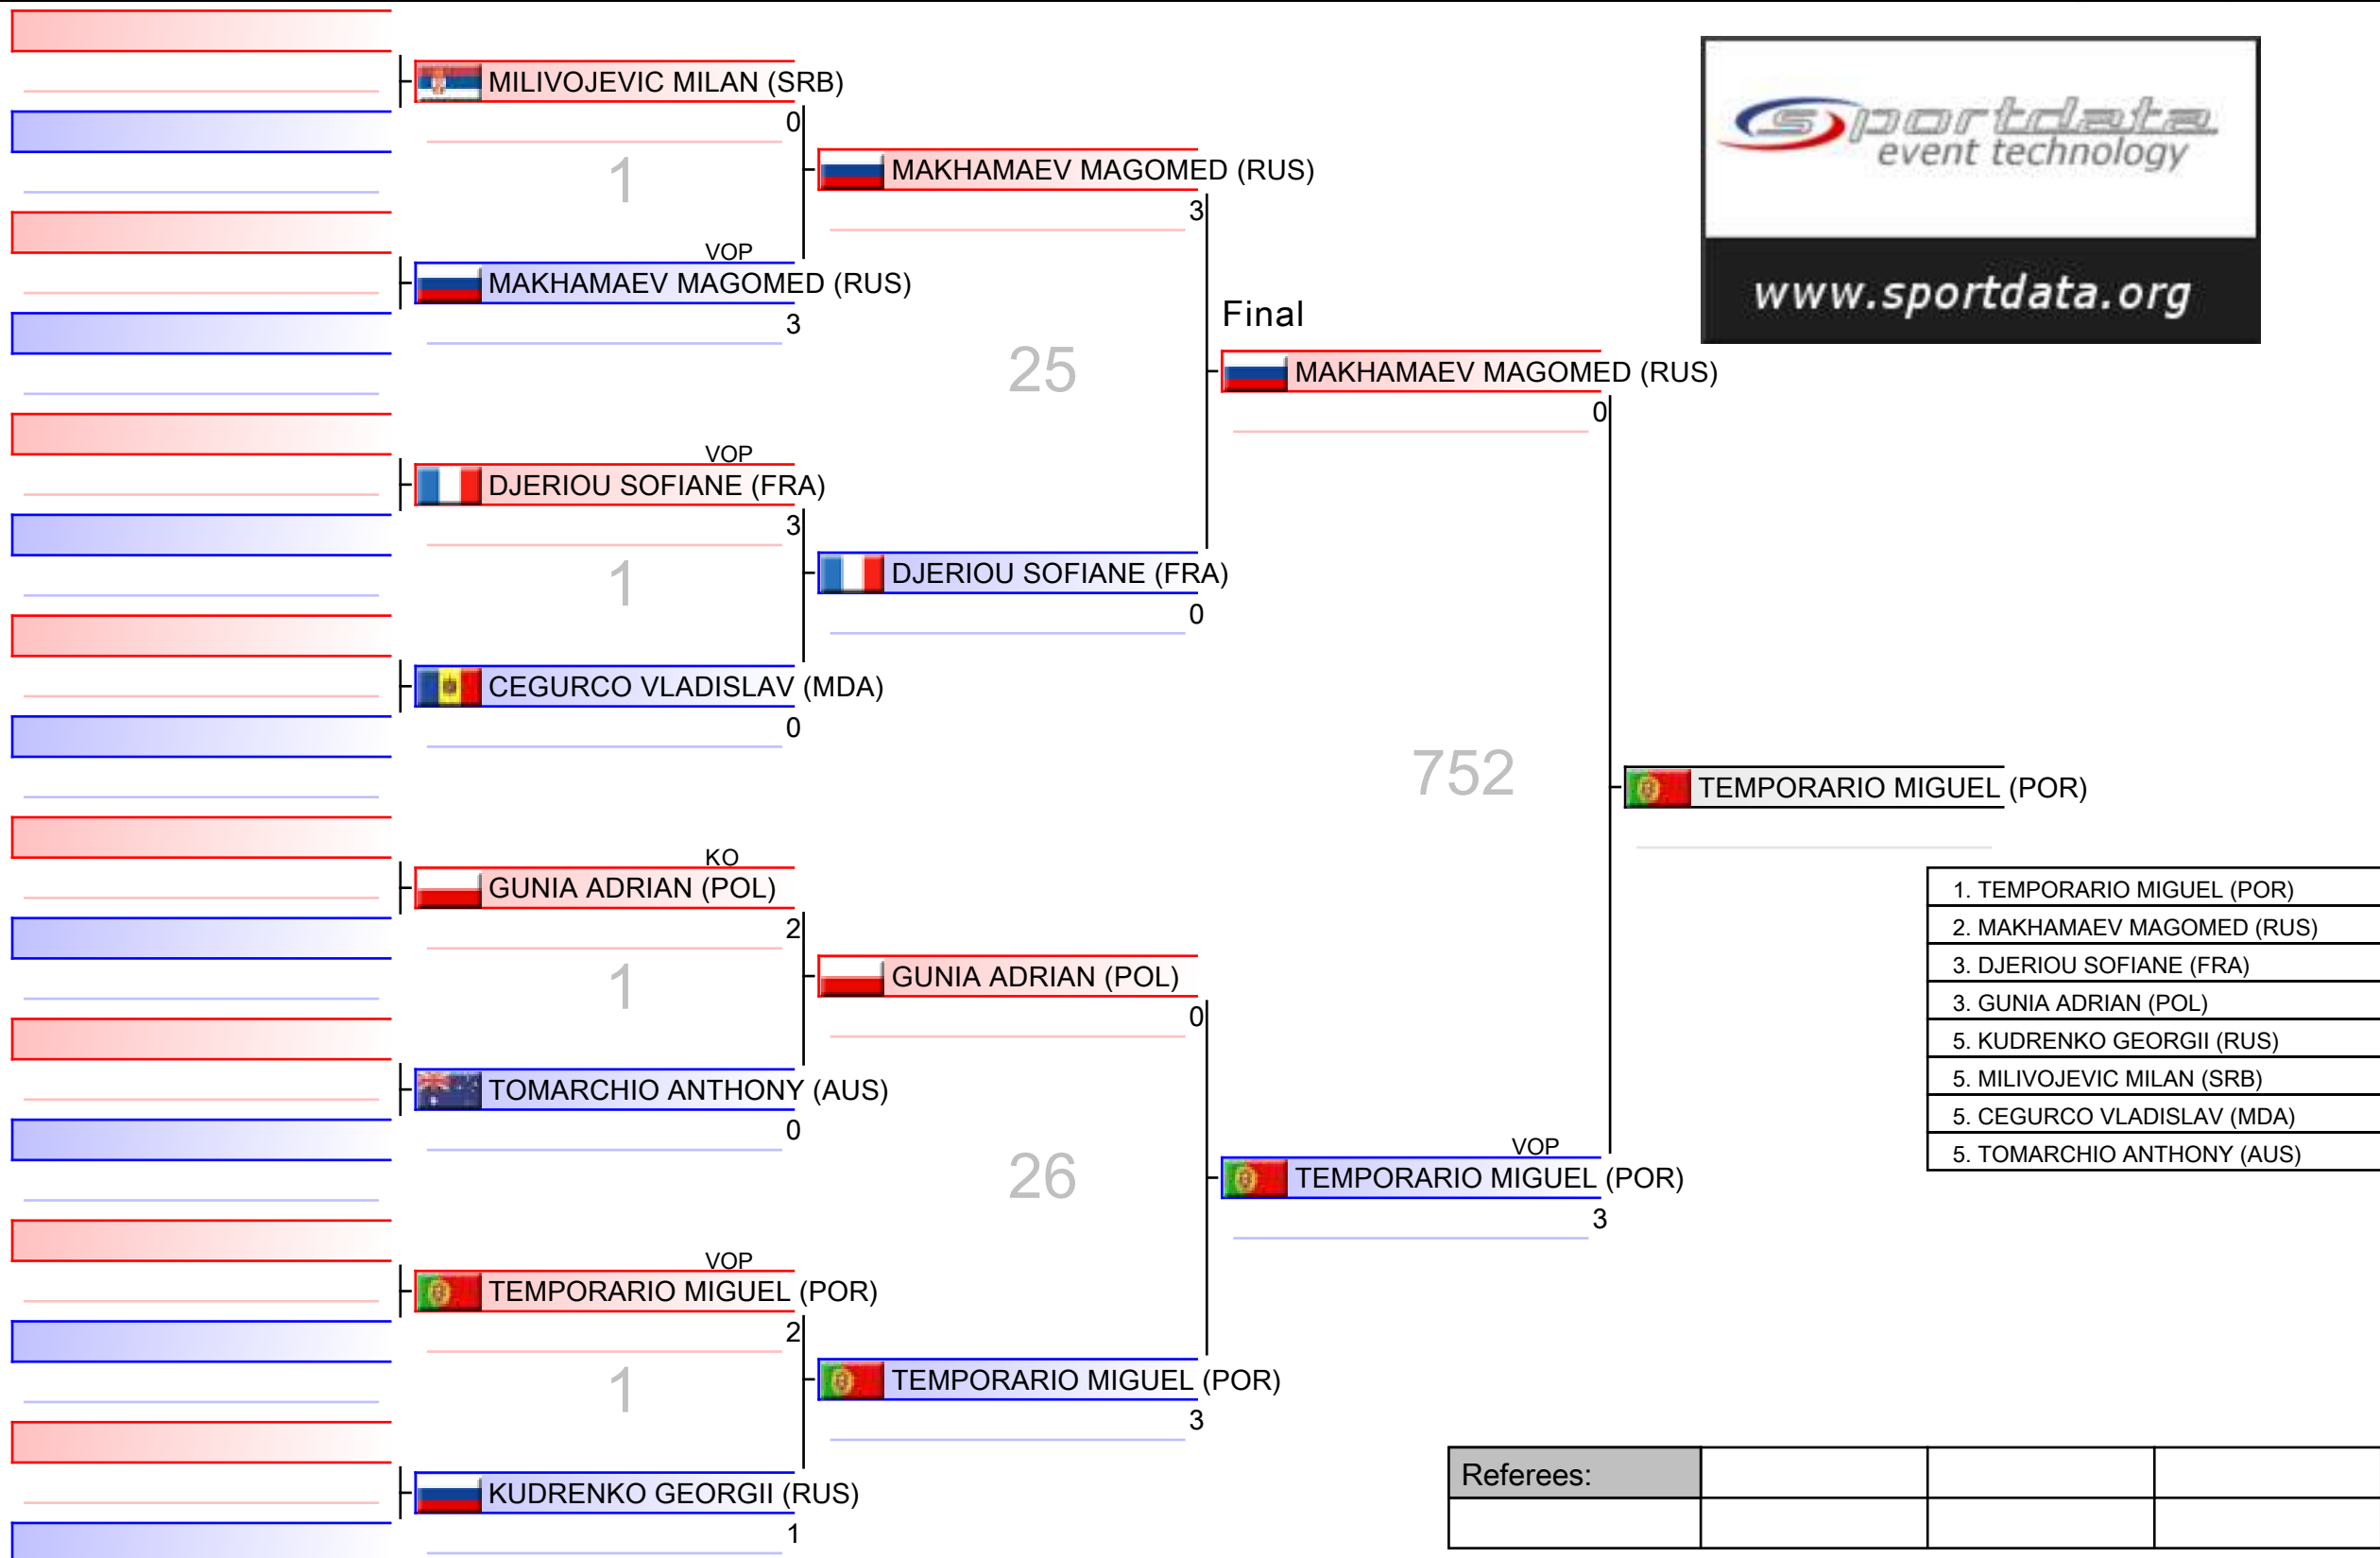 MILIVOJEVIC MILAN (SRB)
0
1
VOP
MAKHAMAEV MAGOMED (RUS)
3
VOP
DJERIOU SOFIANE (FRA)
3
1
CEGURCO VLADISLAV (MDA)
0
KO
GUNIA ADRIAN (POL)
2
1
TOMARCHIO ANTHONY (AUS)
0
VOP
TEMPORARIO MIGUEL (POR)
2
1
KUDRENKO GEORGII (RUS)
1
MAKHAMAEV MAGOMED (RUS)
3
25
DJERIOU SOFIANE (FRA)
0
GUNIA ADRIAN (POL)
0
26
TEMPORARIO MIGUEL (POR)
3
Final
MAKHAMAEV MAGOMED (RUS)
0
752
VOP
TEMPORARIO MIGUEL (POR)
3
TEMPORARIO MIGUEL (POR)
sportdata
event technology
www.sportdata.org
1. TEMPORARIO MIGUEL (POR)
2. MAKHAMAEV MAGOMED (RUS)
3. DJERIOU SOFIANE (FRA)
3. GUNIA ADRIAN (POL)
5. KUDRENKO GEORGII (RUS)
5. MILIVOJEVIC MILAN (SRB)
5. CEGURCO VLADISLAV (MDA)
5. TOMARCHIO ANTHONY (AUS)
Referees: